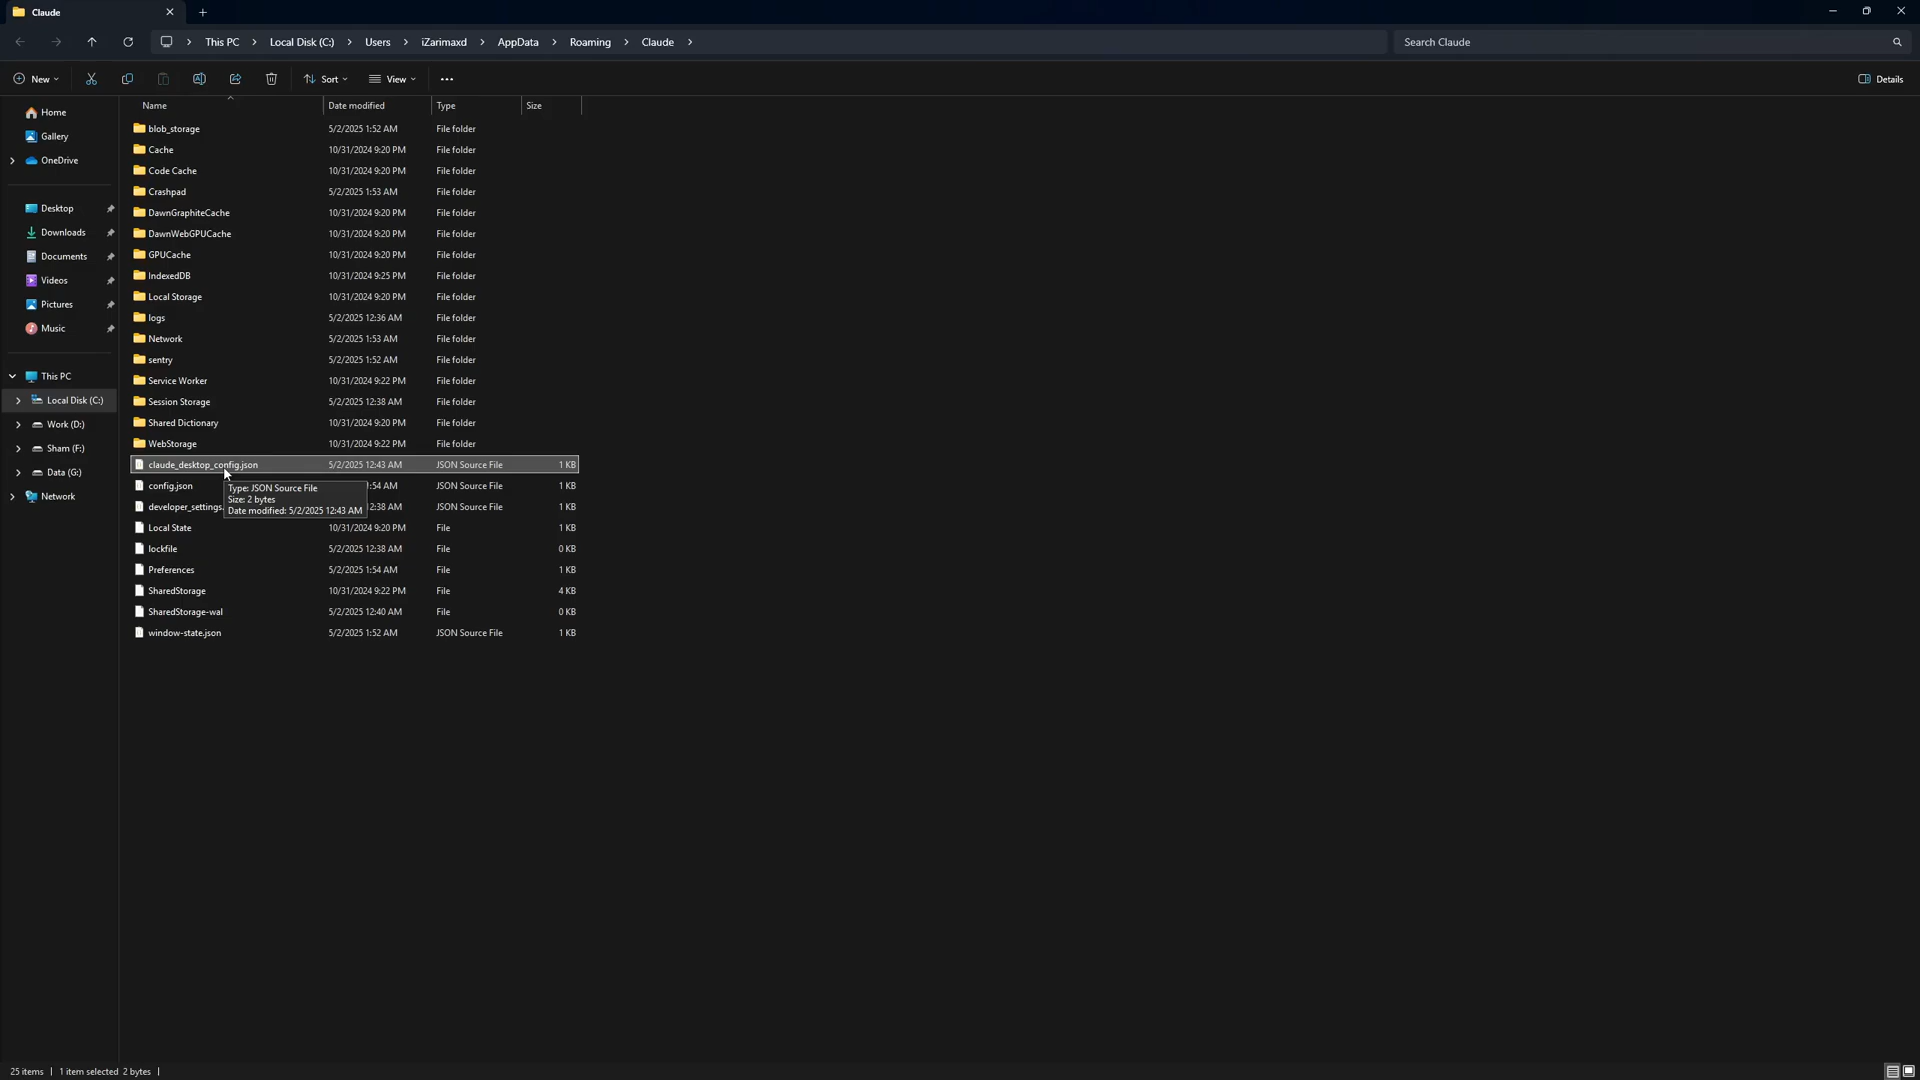 Claude
This PC > Local Disk (C:) > Users > iZarimaxd > AppData > Roaming > Claude >
Search Claude
New
Sort
View
Details
Name Date modified Type Size
Home
Gallery
OneDrive
Desktop
Downloads
Documents
Videos
Pictures
Music
This PC
Local Disk (C:)
Work (D:)
Sham (F:)
Data (G:)
Network
blob_storage 5/2/2025 1:52 AM File folder
Cache 10/31/2024 9:20 PM File folder
Code Cache 10/31/2024 9:20 PM File folder
Crashpad 5/2/2025 1:53 AM File folder
DawnGraphiteCache 10/31/2024 9:20 PM File folder
DawnWebGPUCache 10/31/2024 9:20 PM File folder
GPUCache 10/31/2024 9:20 PM File folder
IndexedDB 10/31/2024 9:25 PM File folder
Local Storage 10/31/2024 9:20 PM File folder
logs 5/2/2025 12:36 AM File folder
Network 5/2/2025 1:53 AM File folder
sentry 5/2/2025 1:52 AM File folder
Service Worker 10/31/2024 9:22 PM File folder
Session Storage 5/2/2025 12:38 AM File folder
Shared Dictionary 10/31/2024 9:20 PM File folder
WebStorage 10/31/2024 9:22 PM File folder
claude_desktop_config.json 5/2/2025 12:43 AM JSON Source File 1 KB
config.json :54 AM JSON Source File 1 KB
developer_settings. 2:38 AM JSON Source File 1 KB
Type: JSON Source File
Size: 2 bytes
Date modified: 5/2/2025 12:43 AM
Local State 10/31/2024 9:20 PM File 1 KB
lockfile 5/2/2025 12:38 AM File 0 KB
Preferences 5/2/2025 1:54 AM File 1 KB
SharedStorage 10/31/2024 9:22 PM File 4 KB
SharedStorage-wal 5/2/2025 12:40 AM File 0 KB
window-state.json 5/2/2025 1:52 AM JSON Source File 1 KB
25 items 1 item selected 2 bytes